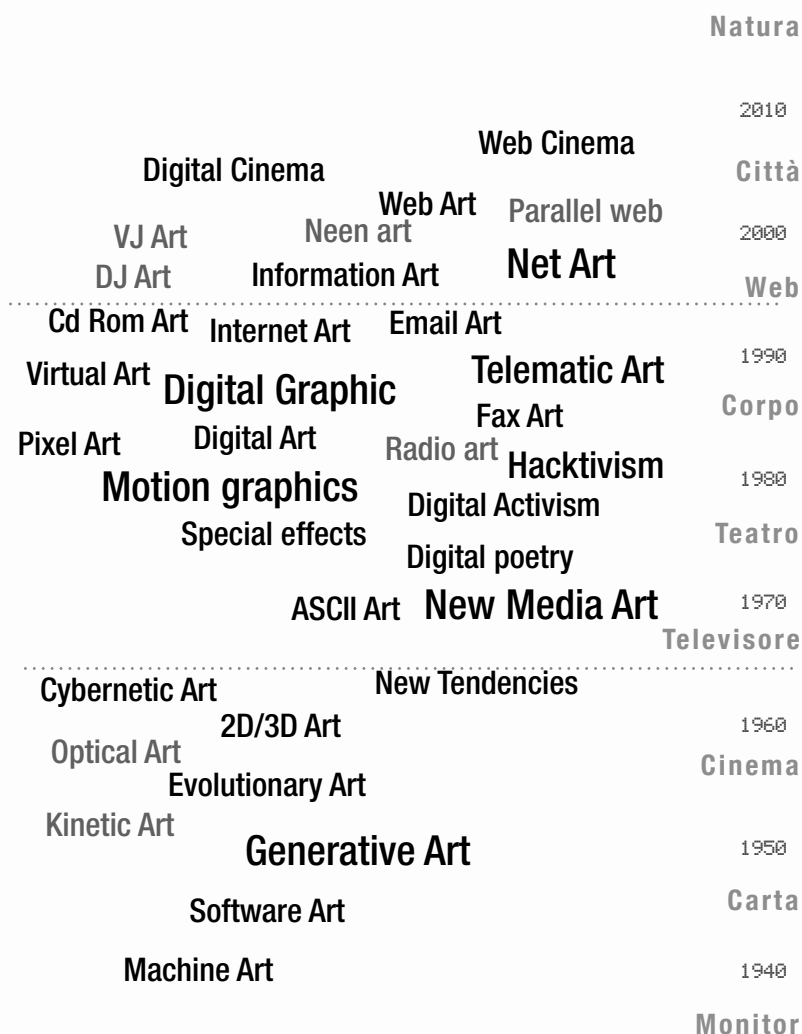 Natura
2010
Web Cinema
Digital Cinema
Città
Web Art
Parallel web
Neen art
VJ Art
2000
Net Art
DJ Art
Information Art
Web
Cd Rom Art
Internet Art
Email Art
1990
Virtual Art
Digital Graphic
Telematic Art
Corpo
Fax Art
Pixel Art
Digital Art
Radio art
Hacktivism
1980
Motion graphics
Digital Activism
Special effects
Teatro
Digital poetry
ASCII Art
New Media Art
1970
Televisore
Cybernetic Art
New Tendencies
2D/3D Art
1960
Optical Art
Cinema
Evolutionary Art
Kinetic Art
Generative Art
1950
Carta
Software Art
Machine Art
1940
Monitor